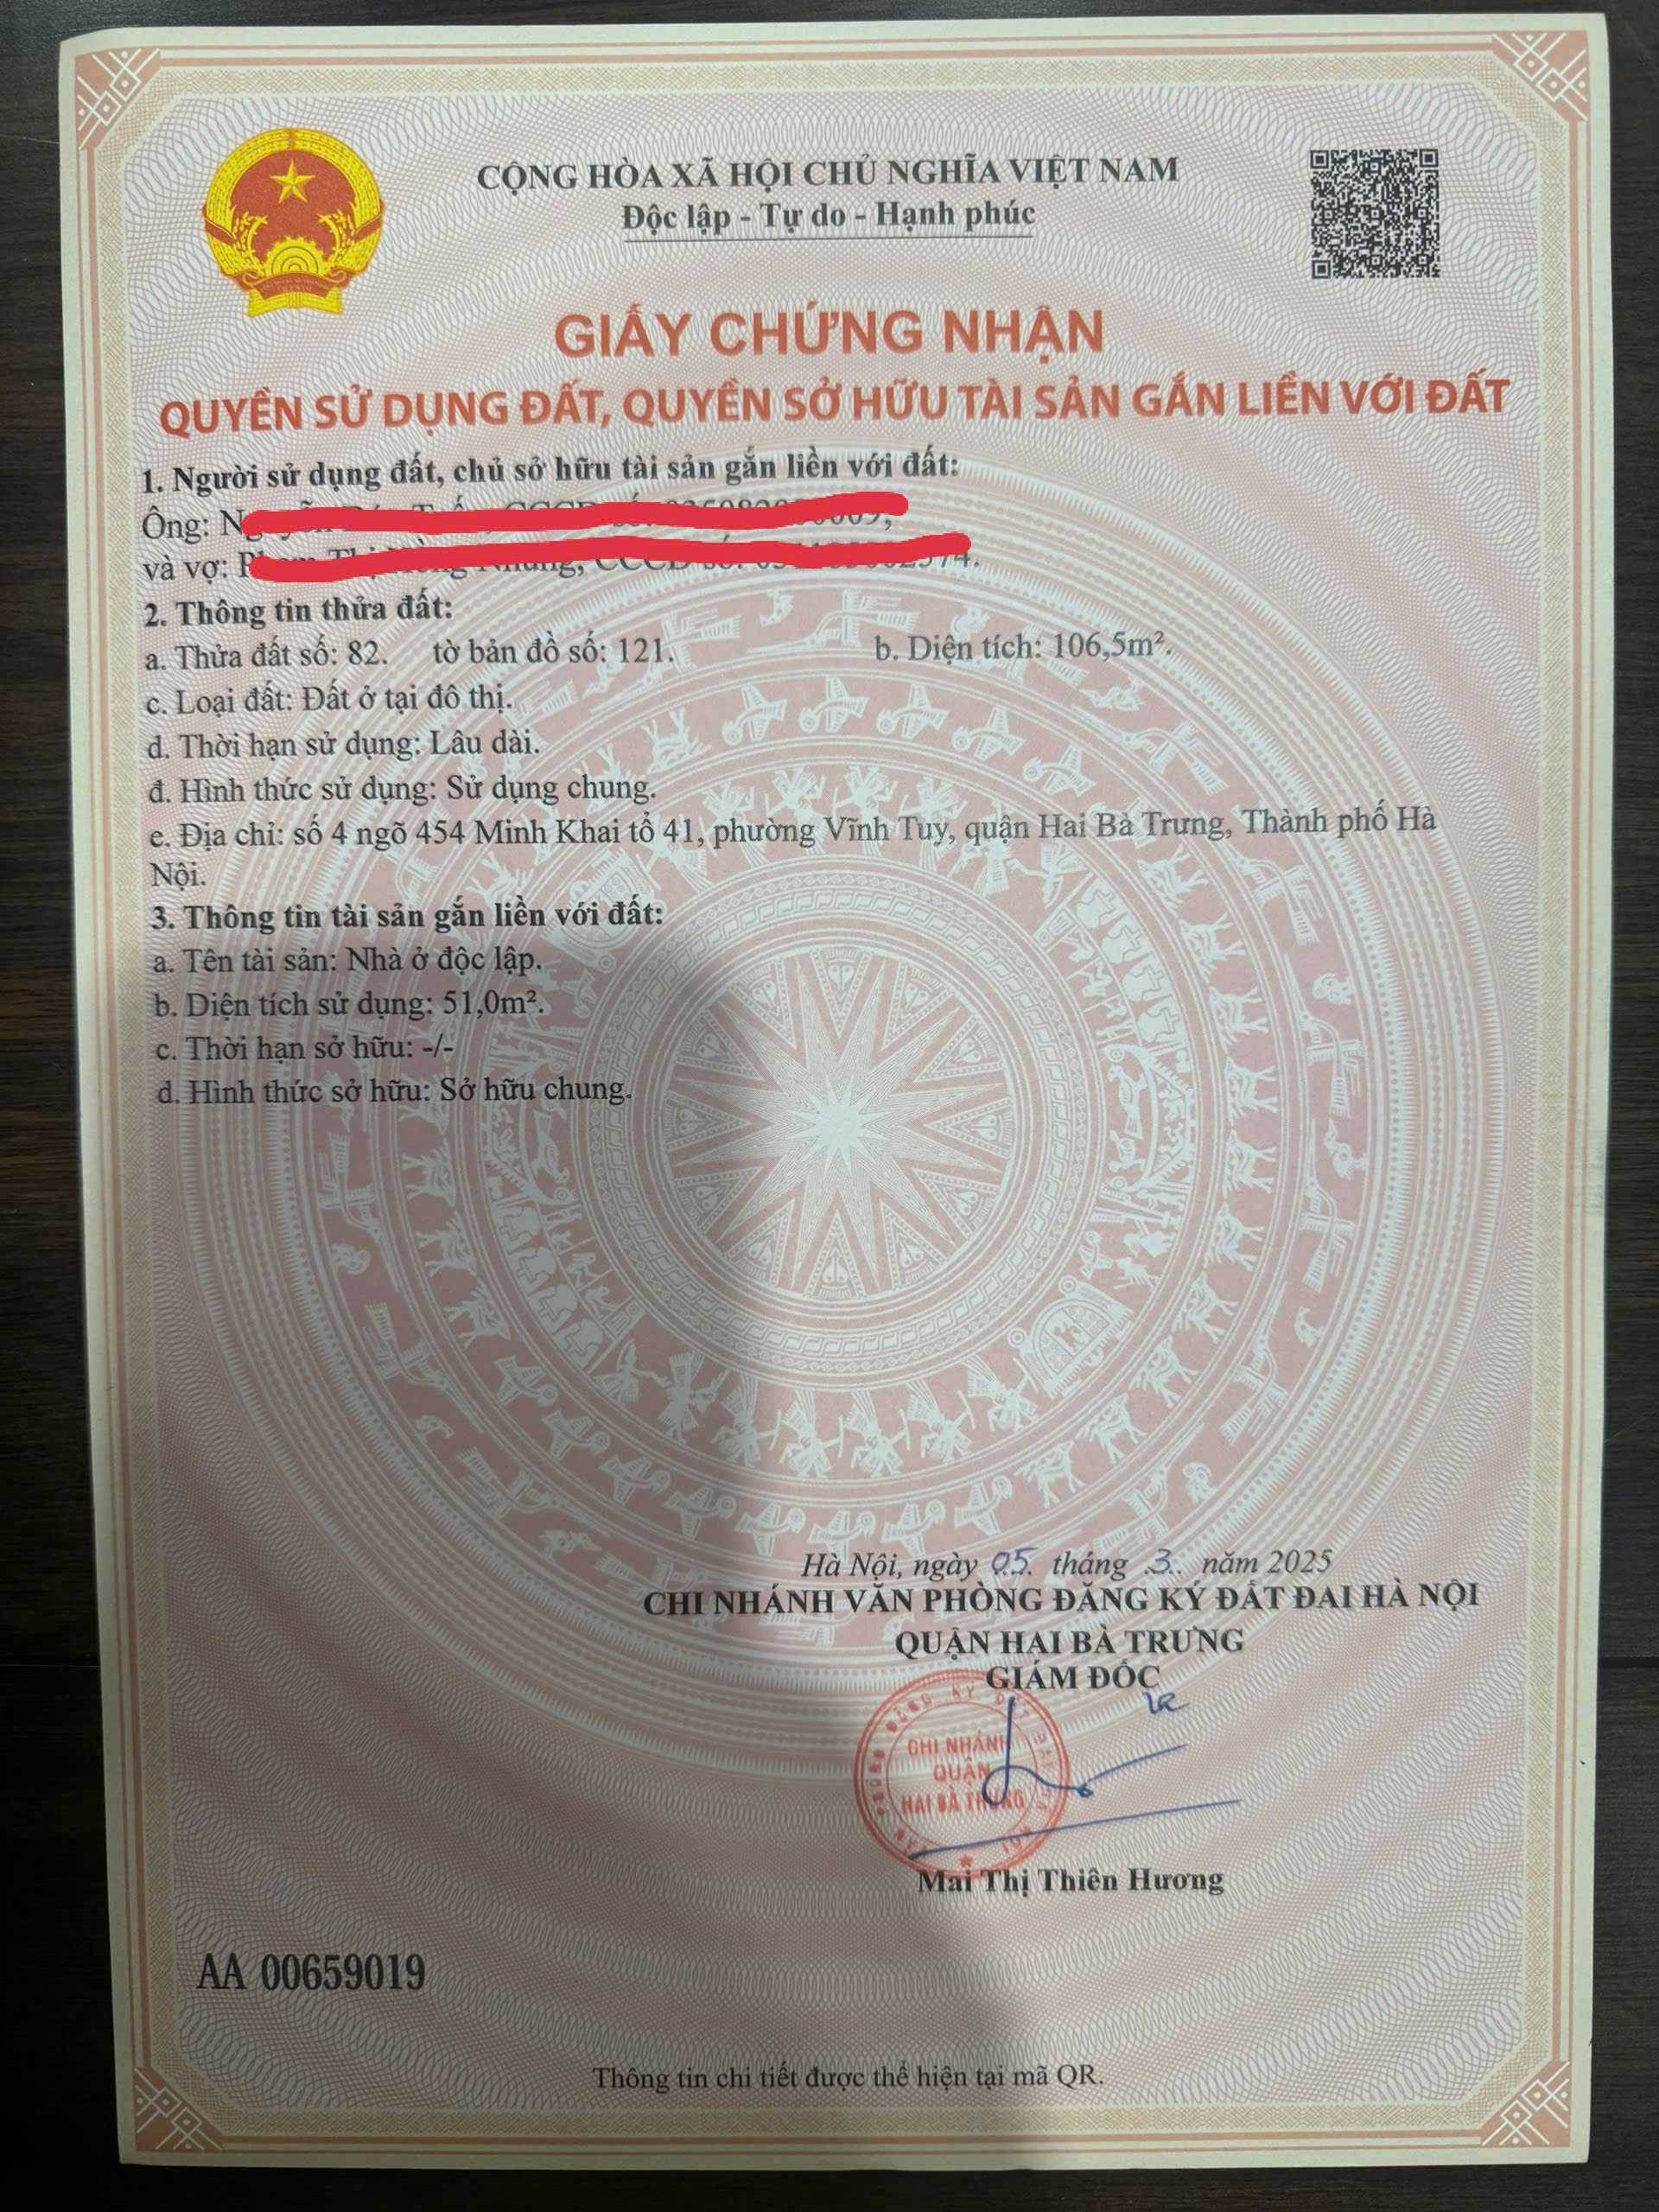 CỘNG HÒA XÃ HỘI CHỦ NGHĨA VIỆT NAM
Độc lập - Tự do - Hạnh phúc
GIẤY CHỨNG NHẬN
QUYỀN SỬ DỤNG ĐẤT, QUYỀN SỞ HỮU TÀI SẢN GẮN LIỀN VỚI ĐẤT
1. Người sử dụng đất, chủ sở hữu tài sản gắn liền với đất:
Ông:
và vợ:
2. Thông tin thửa đất:
a. Thửa đất số: 82. tờ bản đồ số: 121. b. Diện tích: 106,5m².
c. Loại đất: Đất ở tại đô thị.
d. Thời hạn sử dụng: Lâu dài.
đ. Hình thức sử dụng: Sử dụng chung.
e. Địa chỉ: số 4 ngõ 454 Minh Khai tổ 41, phường Vĩnh Tuy, quận Hai Bà Trưng, Thành phố Hà
Nội.
3. Thông tin tài sản gắn liền với đất:
a. Tên tài sản: Nhà ở độc lập.
b. Diện tích sử dụng: 51,0m².
c. Thời hạn sở hữu: -/-
d. Hình thức sở hữu: Sở hữu chung.
Hà Nội, ngày 05. tháng .3.. năm 2025
CHI NHÁNH VĂN PHÒNG ĐĂNG KÝ ĐẤT ĐAI HÀ NỘI
QUẬN HAI BÀ TRƯNG
GIÁM ĐỐC
CHI NHÁNH
QUẬN
HAI BÀ TRƯNG
Mai Thị Thiên Hương
AA 00659019
Thông tin chi tiết được thể hiện tại mã QR.